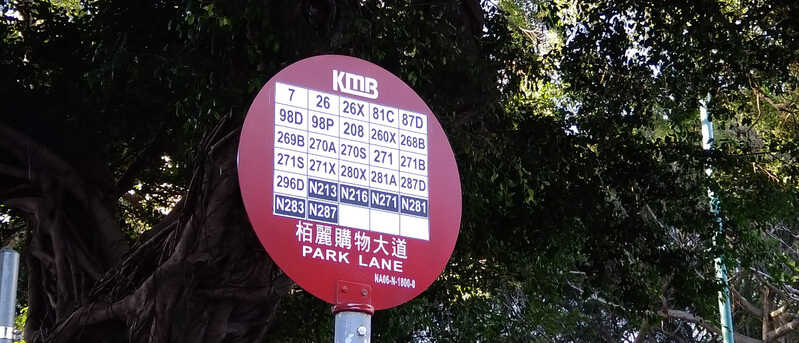 KMB
7 26 26X 81C 87D
98D 98P 208 260X 268B
269B 270A 270S 271 271B
271S 271X 280X 281A 287D
296D N213 N216 N271 N281
N283 N287
栢麗購物大道
PARK LANE
NA06-N-1800-0